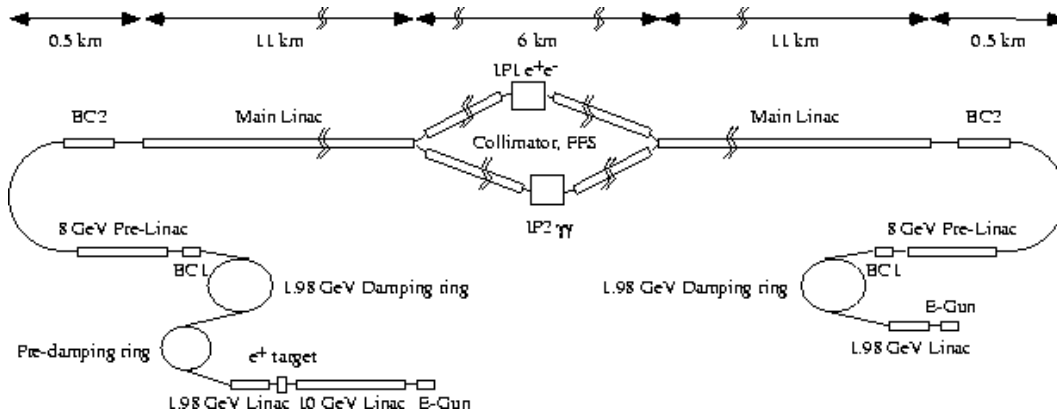 0.5 km 11 km 6 km 11 km 0.5 km
IP1 e+e-
BC2 Main Linac Main Linac BC2
Collimator, FFS
IP2 γγ
8 GeV Pre-Linac 8 GeV Pre-Linac
BC1 BC1
1.98 GeV Damping ring 1.98 GeV Damping ring
E-Gun
Pre-damping ring e+ target 1.98 GeV Linac
1.98 GeV Linac 10 GeV Linac E-Gun